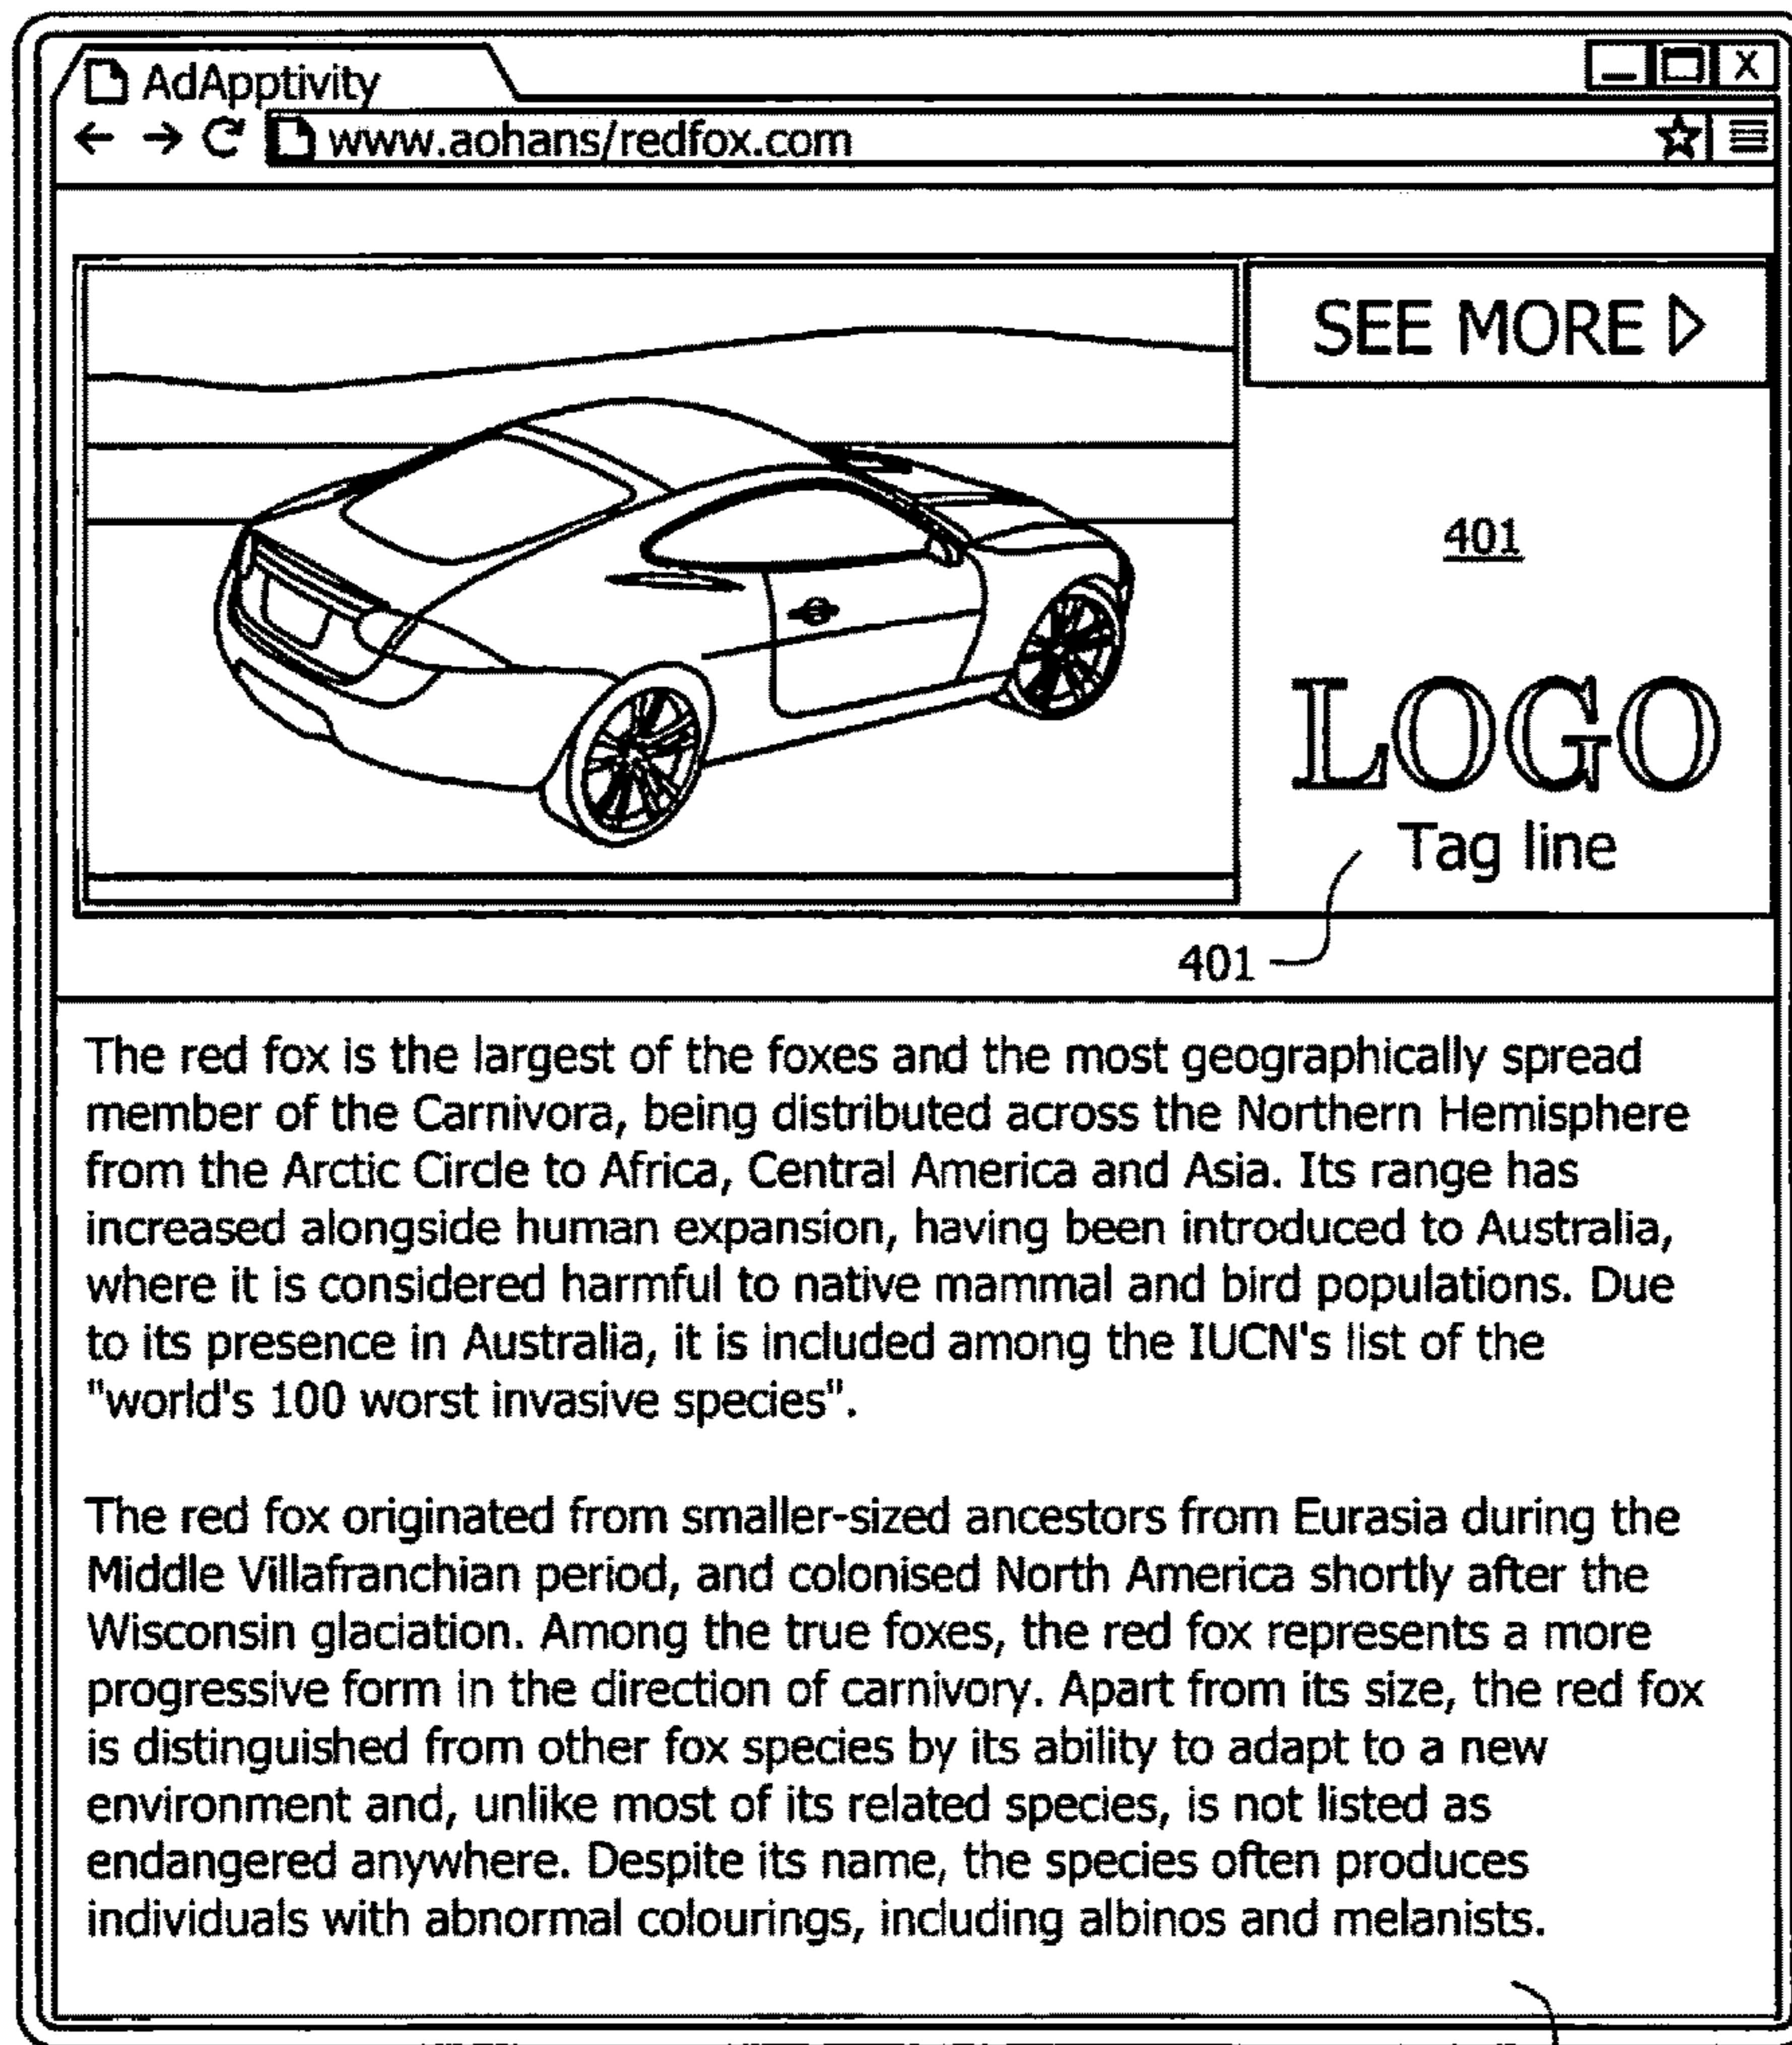 AdApptivity
X
www.aohans/redfox.com
SEE MORE
401
LOGO
Tag line
401
The red fox is the largest of the foxes and the most geographically spread
member of the Carnivora, being distributed across the Northern Hemisphere
from the Arctic Circle to Africa, Central America and Asia. Its range has
increased alongside human expansion, having been introduced to Australia,
where it is considered harmful to native mammal and bird populations. Due
to its presence in Australia, it is included among the IUCN's list of the
"world's 100 worst invasive species".
The red fox originated from smaller-sized ancestors from Eurasia during the
Middle Villafranchian period, and colonised North America shortly after the
Wisconsin glaciation. Among the true foxes, the red fox represents a more
progressive form in the direction of carnivory. Apart from its size, the red fox
is distinguished from other fox species by its ability to adapt to a new
environment and, unlike most of its related species, is not listed as
endangered anywhere. Despite its name, the species often produces
individuals with abnormal colourings, including albinos and melanists.